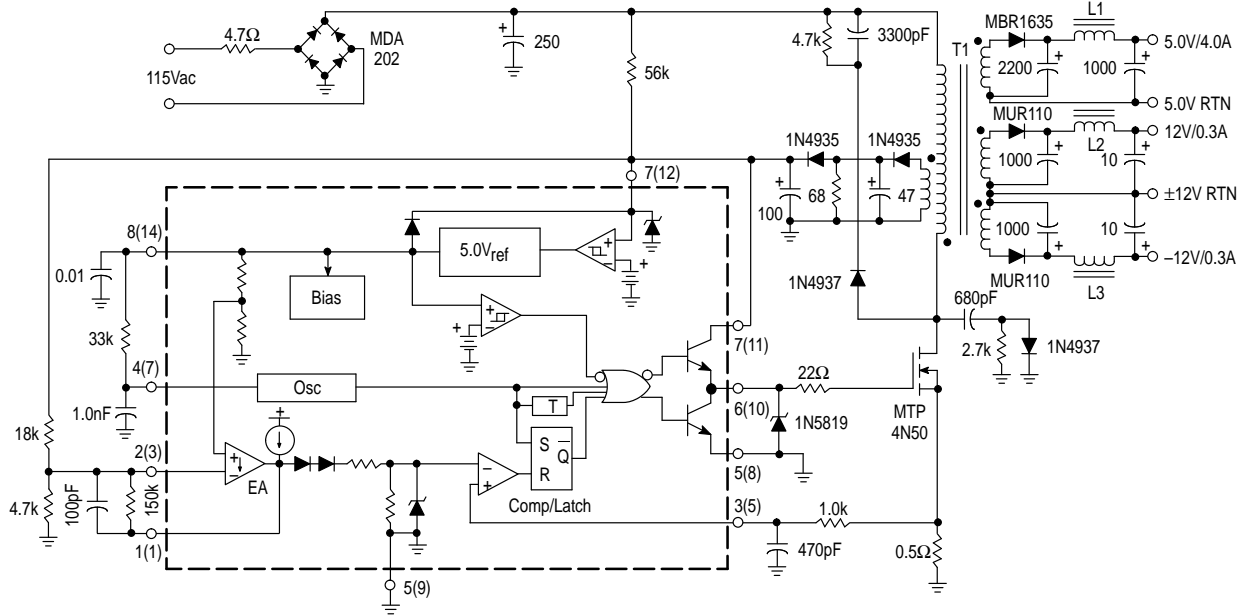 4.7Ω
MDA
202
115Vac
+
250
56k
4.7k
3300pF
T1
MBR1635
L1
5.0V/4.0A
+
2200
+
1000
5.0V RTN
MUR110
12V/0.3A
L2
+
1000
+
10
±12V RTN
1000
+
10
+
–12V/0.3A
MUR110
L3
1N4935
1N4935
7(12)
+
100
68
+
47
8(14)
0.01
5.0Vref
+
–
+
Bias
1N4937
680pF
2.7k
1N4937
33k
+
–
+
7(11)
4(7)
Osc
T
22Ω
6(10)
1N5819
MTP
4N50
1.0nF
18k
+
S
Q
R
5(8)
2(3)
+
–
EA
–
+
Comp/Latch
4.7k
100pF
150k
1(1)
3(5)
1.0k
470pF
0.5Ω
5(9)